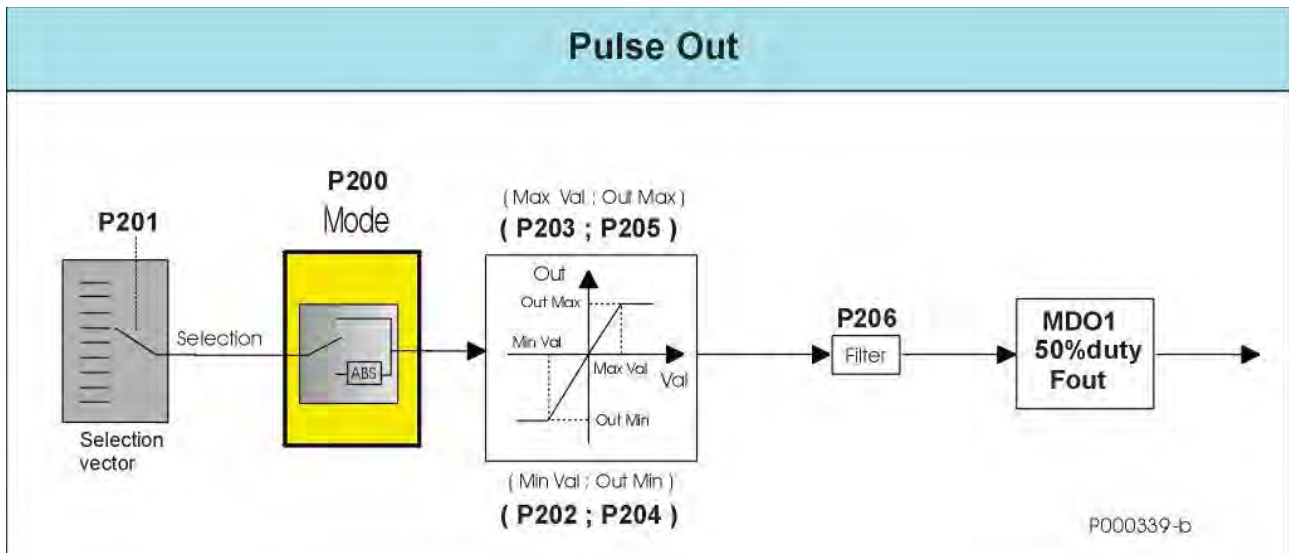 Pulse Out
P201
Selection
vector
Selection
P200
Mode
ABS
( Max Val ; Out Max )
( P203 ; P205 )
Out
Out Max
Min Val
Max Val
Val
Out Min
( Min Val ; Out Min )
( P202 ; P204 )
P206
Filter
MDO1
50%duty
Fout
P000339-b